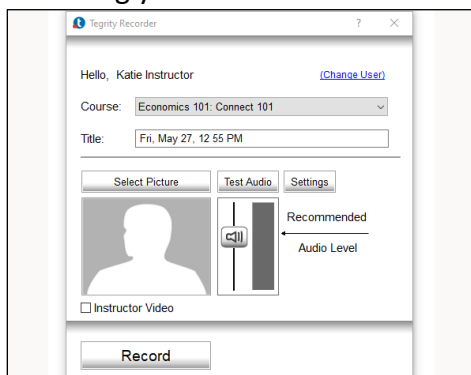 Tegrity Recorder ? ×
Hello, Katie Instructor (Change User)
Course: Economics 101: Connect 101
Title: Fri, May 27, 12 55 PM
Select Picture Test Audio Settings
Recommended
Audio Level
Instructor Video
Record